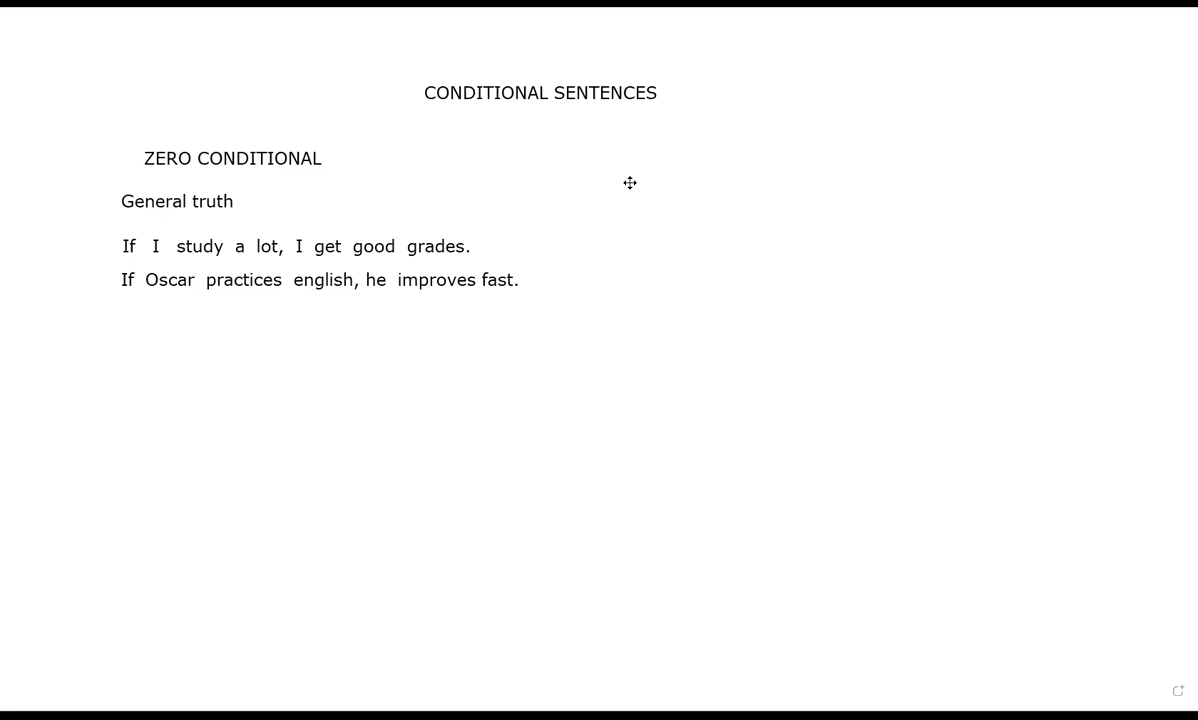 CONDITIONAL SENTENCES
ZERO CONDITIONAL
General truth
If I study a lot, I get good grades.
If Oscar practices english, he improves fast.